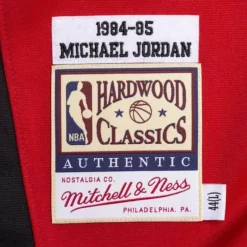 1984-85
MICHAEL JORDAN
HARDWOOD
NBA
CLASSICS
AUTHENTIC
NOSTALGIA CO.
Mitchell & Ness
PHILADELPHIA, PA.
44(L)